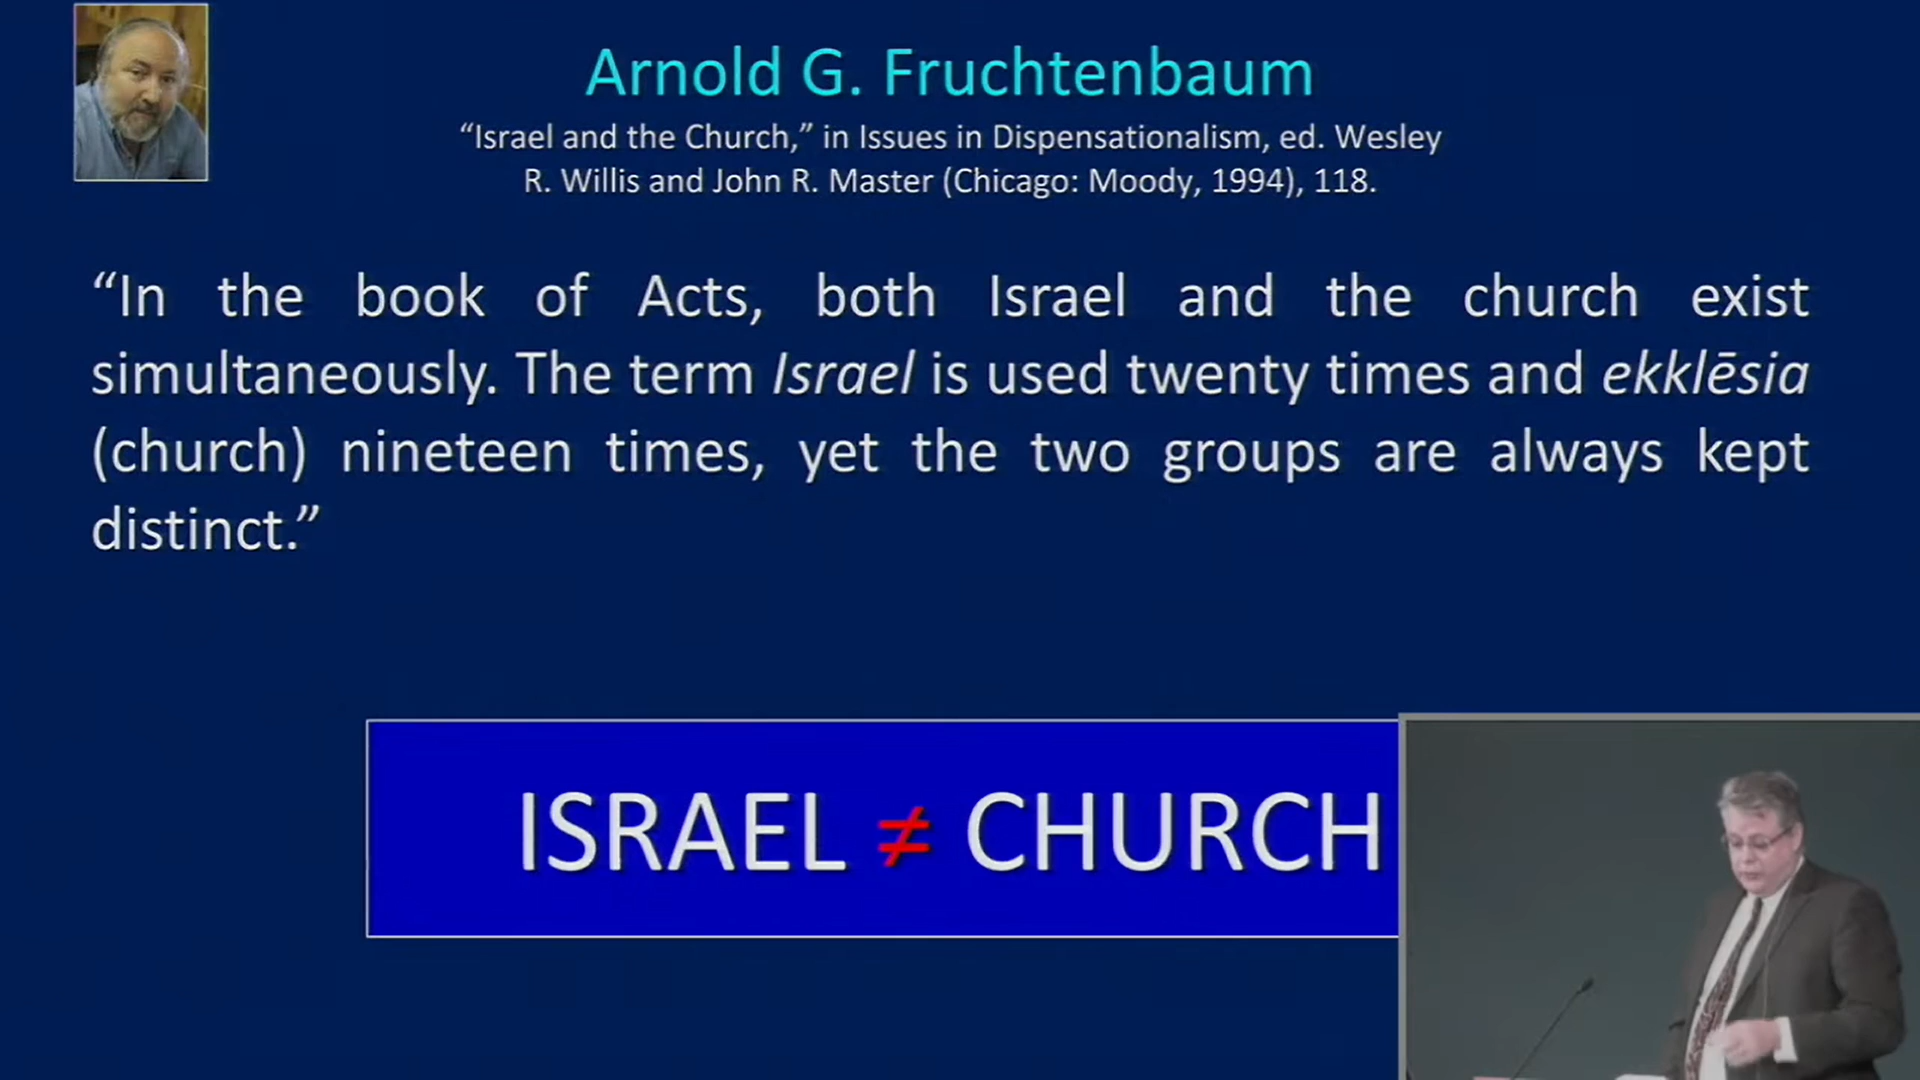 Arnold G. Fruchtenbaum
“Israel and the Church,” in Issues in Dispensationalism, ed. Wesley
R. Willis and John R. Master (Chicago: Moody, 1994), 118.
“In the book of Acts, both Israel and the church exist
simultaneously. The term Israel is used twenty times and ekklēsia
(church) nineteen times, yet the two groups are always kept
distinct.”
ISRAEL ≠ CHURCH